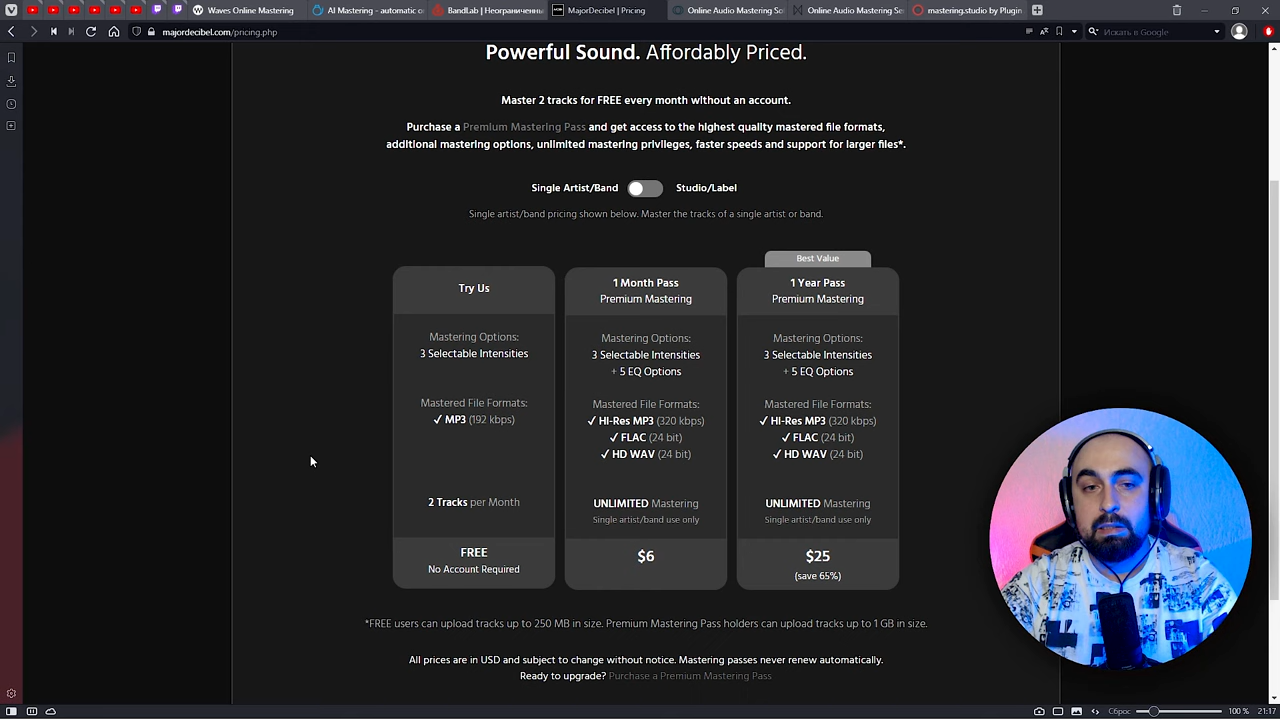 Waves Online Mastering
AI Mastering - automatic o
BandLab | Неограниченны
MajorDecibel | Pricing
Online Audio Mastering So
Online Audio Mastering Se
mastering.studio by Plugin
majordecibel.com/pricing.php
Искать в Google
Powerful Sound. Affordably Priced.
Master 2 tracks for FREE every month without an account.
Purchase a Premium Mastering Pass and get access to the highest quality mastered file formats,
additional mastering options, unlimited mastering privileges, faster speeds and support for larger files*.
Single Artist/Band Studio/Label
Single artist/band pricing shown below. Master the tracks of a single artist or band.
Try Us
Mastering Options:
3 Selectable Intensities
Mastered File Formats:
✓ MP3 (192 kbps)
2 Tracks per Month
FREE
No Account Required
1 Month Pass
Premium Mastering
Mastering Options:
3 Selectable Intensities
+ 5 EQ Options
Mastered File Formats:
✓ HI-Res MP3 (320 kbps)
✓ FLAC (24 bit)
✓ HD WAV (24 bit)
UNLIMITED Mastering
Single artist/band use only
$6
Best Value
1 Year Pass
Premium Mastering
Mastering Options:
3 Selectable Intensities
+ 5 EQ Options
Mastered File Formats:
✓ HI-Res MP3 (320 kbps)
✓ FLAC (24 bit)
✓ HD WAV (24 bit)
UNLIMITED Mastering
Single artist/band use only
$25
(save 65%)
*FREE users can upload tracks up to 250 MB in size. Premium Mastering Pass holders can upload tracks up to 1 GB in size.
All prices are in USD and subject to change without notice. Mastering passes never renew automatically.
Ready to upgrade? Purchase a Premium Mastering Pass
Сброс 100 % 21:17